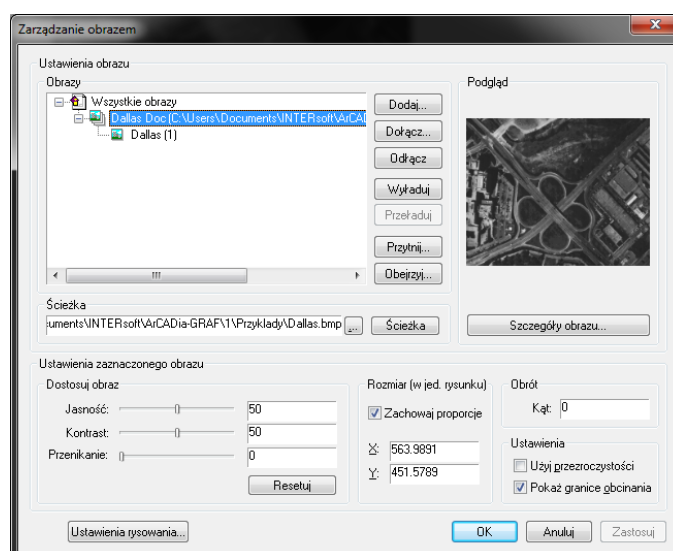 Zarządzanie obrazem
Ustawienia obrazu
Obrazy
Wszystkie obrazy
Dallas Doc (C:\Users\Documents\INTERsoft\ArCAD
Dallas (1)
Dodaj...
Dołącz...
Odłącz
Wyładuj
Przeładuj
Przytnij...
Obejrzyj...
Podgląd
Szczegóły obrazu...
Ścieżka
uments\INTERsoft\ArCADia-GRAF\1\Przyklady\Dallas.bmp
...
Ścieżka
Ustawienia zaznaczonego obrazu
Dostosuj obraz
Jasność: 50
Kontrast: 50
Przenikanie: 0
Resetuj
Rozmiar (w jed. rysunku)
Zachowaj proporcje
X: 563.9891
Y: 451.5789
Obrót
Kąt: 0
Ustawienia
Użyj przezroczystości
Pokaż granice obcinania
Ustawienia rysowania...
OK
Anuluj
Zastosuj